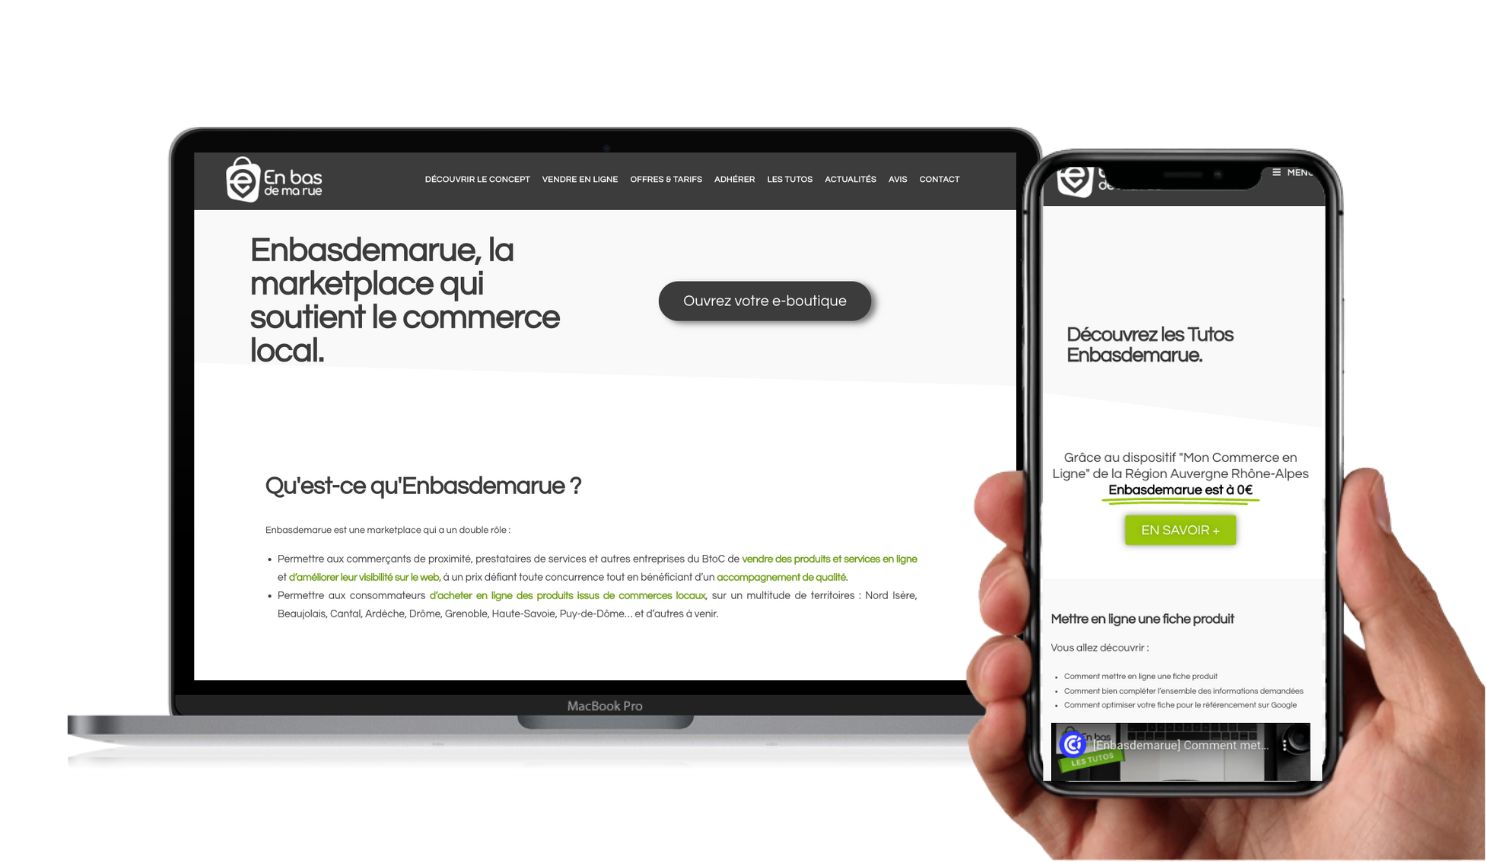 En bas
de ma rue
DÉCOUVRIR LE CONCEPT VENDRE EN LIGNE OFFRES & TARIFS ADHÉRER LES TUTOS ACTUALITÉS AVIS CONTACT
Enbasdemarue, la
marketplace qui
soutient le commerce
local.
Ouvrez votre e-boutique
Qu'est-ce qu'Enbasdemarue ?
Enbasdemarue est une marketplace qui a un double rôle :
• Permettre aux commerçants de proximité, prestataires de services et autres entreprises du BtoC de vendre des produits et services en ligne
et d'améliorer leur visibilité sur le web, à un prix défiant toute concurrence tout en bénéficiant d'un accompagnement de qualité.
• Permettre aux consommateurs d'acheter en ligne des produits issus de commerces locaux, sur un multitude de territoires : Nord Isère,
Beaujolais, Cantal, Ardèche, Drôme, Grenoble, Haute-Savoie, Puy-de-Dôme... et d'autres à venir.
MacBook Pro
MENU
Découvrez les Tutos
Enbasdemarue.
Grâce au dispositif "Mon Commerce en
Ligne" de la Région Auvergne Rhône-Alpes
Enbasdemarue est à 0€
EN SAVOIR +
Mettre en ligne une fiche produit
Vous allez découvrir :
• Comment mettre en ligne une fiche produit
• Comment bien compléter l'ensemble des informations demandées
• Comment optimiser votre fiche pour le référencement sur Google
En bas
[Enbasdemarue] Comment met...
LES TUTOS